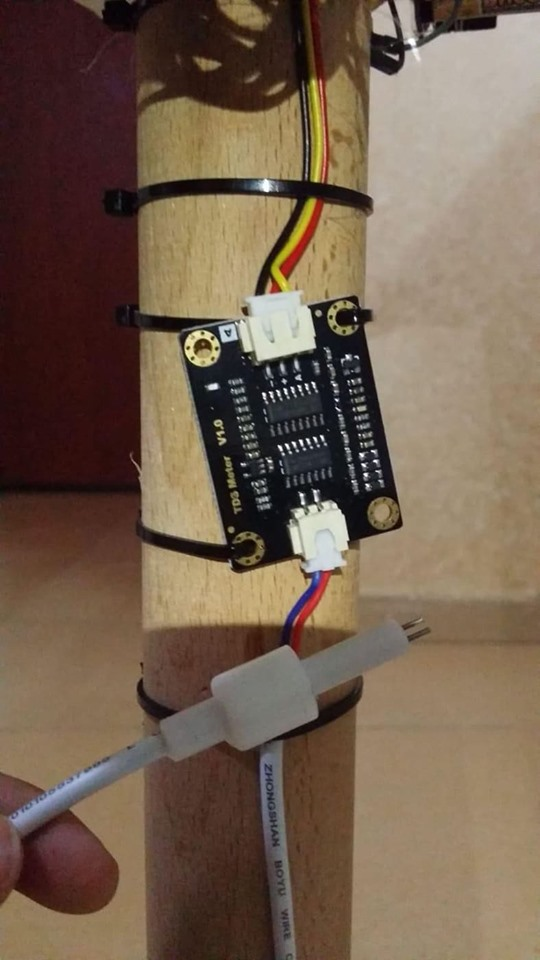 A
- + A
TDS Meter V1.0
ZHONGSHAN BOYU WIRE C